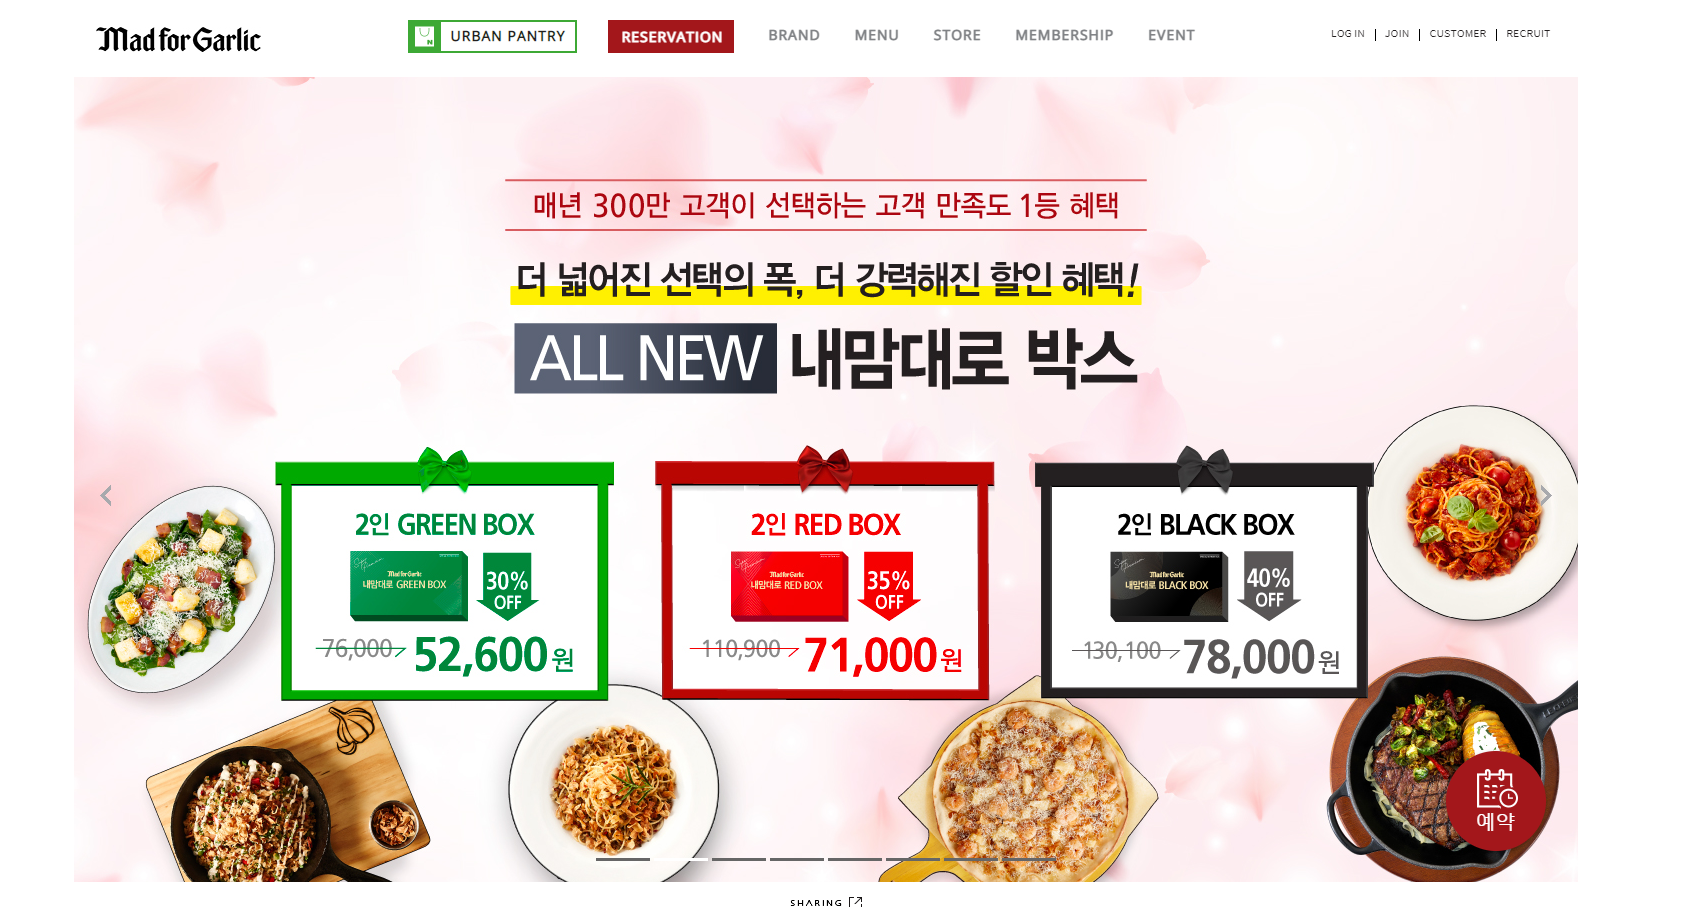 Mad for Garlic
URBAN PANTRY
RESERVATION
BRAND
MENU
STORE
MEMBERSHIP
EVENT
LOG IN
JOIN
CUSTOMER
RECRUIT
매년 300만 고객이 선택하는 고객 만족도 1등 혜택
더 넓어진 선택의 폭, 더 강력해진 할인 혜택!
ALL NEW 내맘대로 박스
2인 GREEN BOX
Mad for Garlic
내맘대로 GREEN BOX
30%
OFF
76,000 52,600원
2인 RED BOX
Mad for Garlic
내맘대로 RED BOX
35%
OFF
110,900 71,000원
2인 BLACK BOX
Mad for Garlic
내맘대로 BLACK BOX
40%
OFF
130,100 78,000원
예약
SHARING